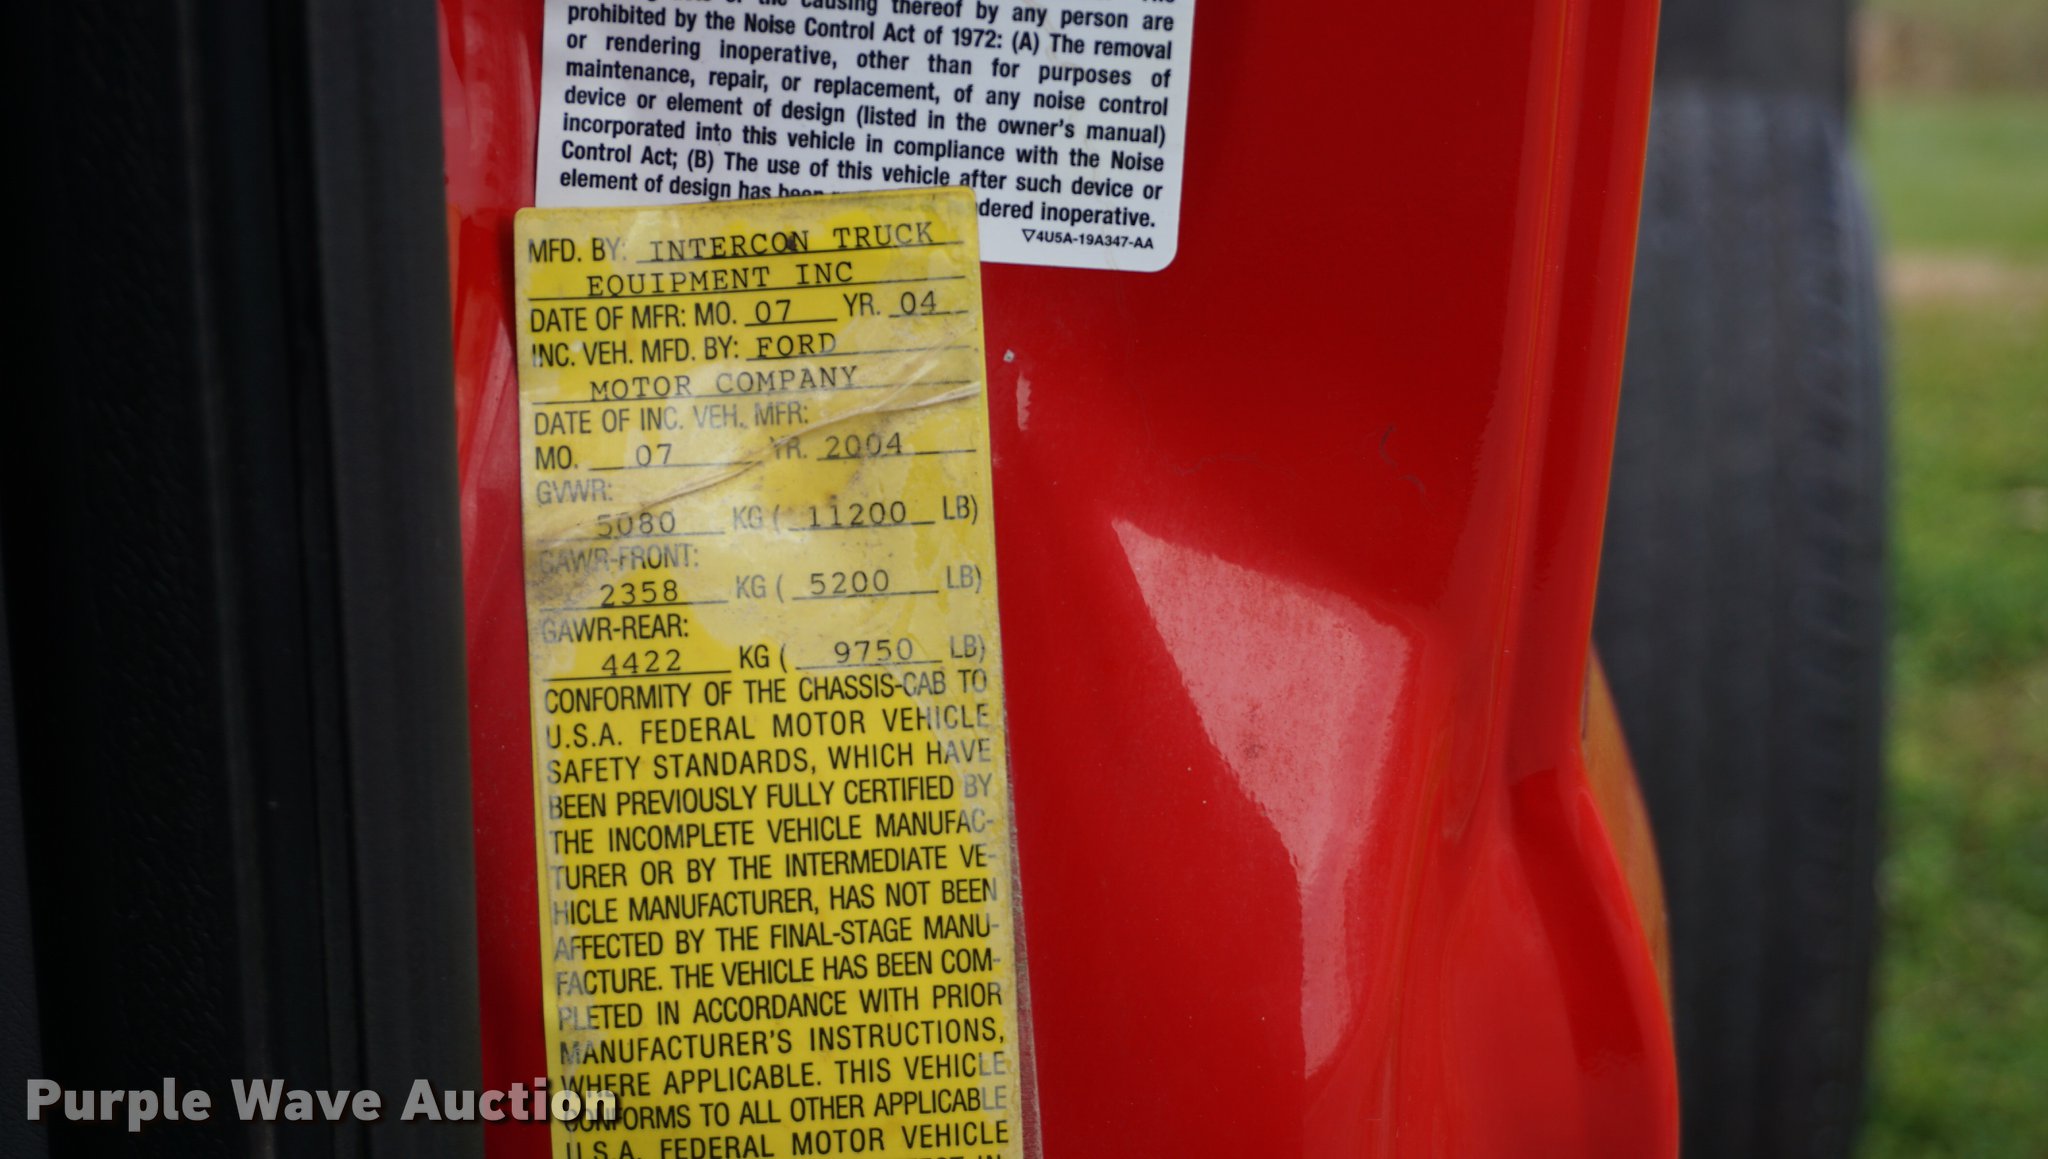 causing thereof by any person are
prohibited by the Noise Control Act of 1972: (A) The removal
or rendering inoperative, other than for purposes of
maintenance, repair, or replacement, of any noise control
device or element of design (listed in the owner's manual)
incorporated into this vehicle in compliance with the Noise
Control Act; (B) The use of this vehicle after such device or
element of design has been dered inoperative.
▽4U5A-19A347-AA
MFD. BY: INTERCON TRUCK
EQUIPMENT INC
DATE OF MFR: MO. 07 YR. 04
INC. VEH. MFD. BY: FORD
MOTOR COMPANY
DATE OF INC. VEH. MFR:
MO. 07 YR. 2004
GVWR:
5080 KG ( 11200 LB)
GAWR-FRONT:
2358 KG ( 5200 LB)
GAWR-REAR:
4422 KG ( 9750 LB)
CONFORMITY OF THE CHASSIS-CAB TO
U.S.A. FEDERAL MOTOR VEHICLE
SAFETY STANDARDS, WHICH HAVE
BEEN PREVIOUSLY FULLY CERTIFIED BY
THE INCOMPLETE VEHICLE MANUFAC-
TURER OR BY THE INTERMEDIATE VE-
HICLE MANUFACTURER, HAS NOT BEEN
AFFECTED BY THE FINAL-STAGE MANU-
FACTURE. THE VEHICLE HAS BEEN COM-
PLETED IN ACCORDANCE WITH PRIOR
MANUFACTURER'S INSTRUCTIONS,
WHERE APPLICABLE. THIS VEHICLE
CONFORMS TO ALL OTHER APPLICABLE
U.S.A. FEDERAL MOTOR VEHICLE
Purple Wave Auction